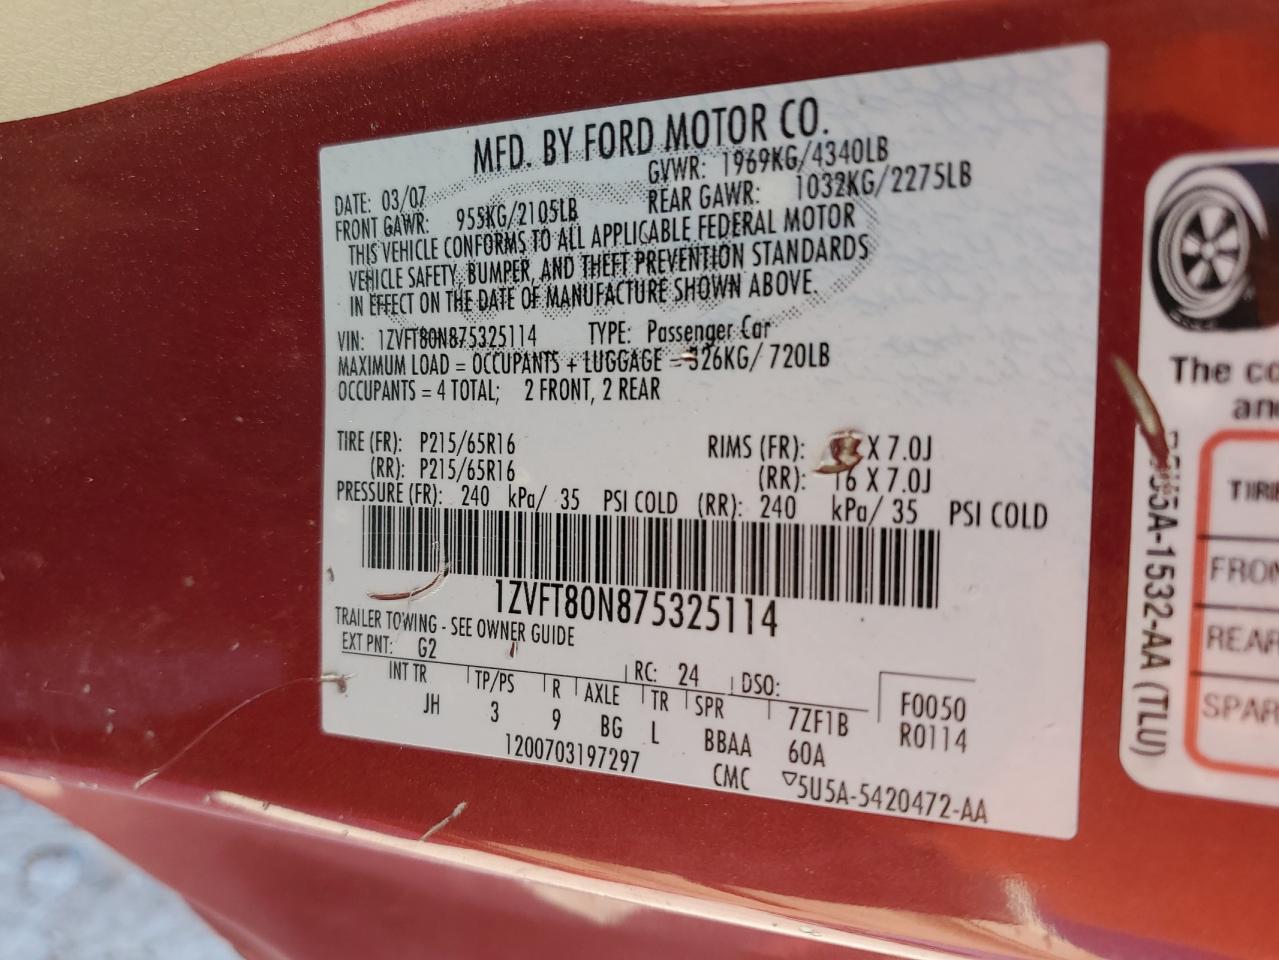 MFD. BY FORD MOTOR CO.
DATE: 03/07 GVWR: 1969KG/4340LB
FRONT GAWR: 955KG/2105LB REAR GAWR: 1032KG/2275LB
THIS VEHICLE CONFORMS TO ALL APPLICABLE FEDERAL MOTOR
VEHICLE SAFETY, BUMPER, AND THEFT PREVENTION STANDARDS
IN EFFECT ON THE DATE OF MANUFACTURE SHOWN ABOVE.
VIN: 1ZVFT80N875325114 TYPE: Passenger Car
MAXIMUM LOAD = OCCUPANTS + LUGGAGE = 326KG/ 720LB
OCCUPANTS = 4 TOTAL; 2 FRONT, 2 REAR
TIRE (FR): P215/65R16 RIMS (FR): X 7.0J
(RR): P215/65R16 (RR): 16 X 7.0J
PRESSURE (FR): 240 kPa/ 35 PSI COLD (RR): 240 kPa/ 35 PSI COLD
1ZVFT80N875325114
TRAILER TOWING - SEE OWNER GUIDE
EXT PNT: G2 RC: 24 DSO:
INT TR TP/PS R AXLE TR SPR 7ZF1B F0050
JH 3 9 BG L BBAA 60A R0114
1200703197297 CMC ▽5U5A-5420472-AA
The
TIRE
FRON
REAR
SPAR
55A-1532-AA (TLU)